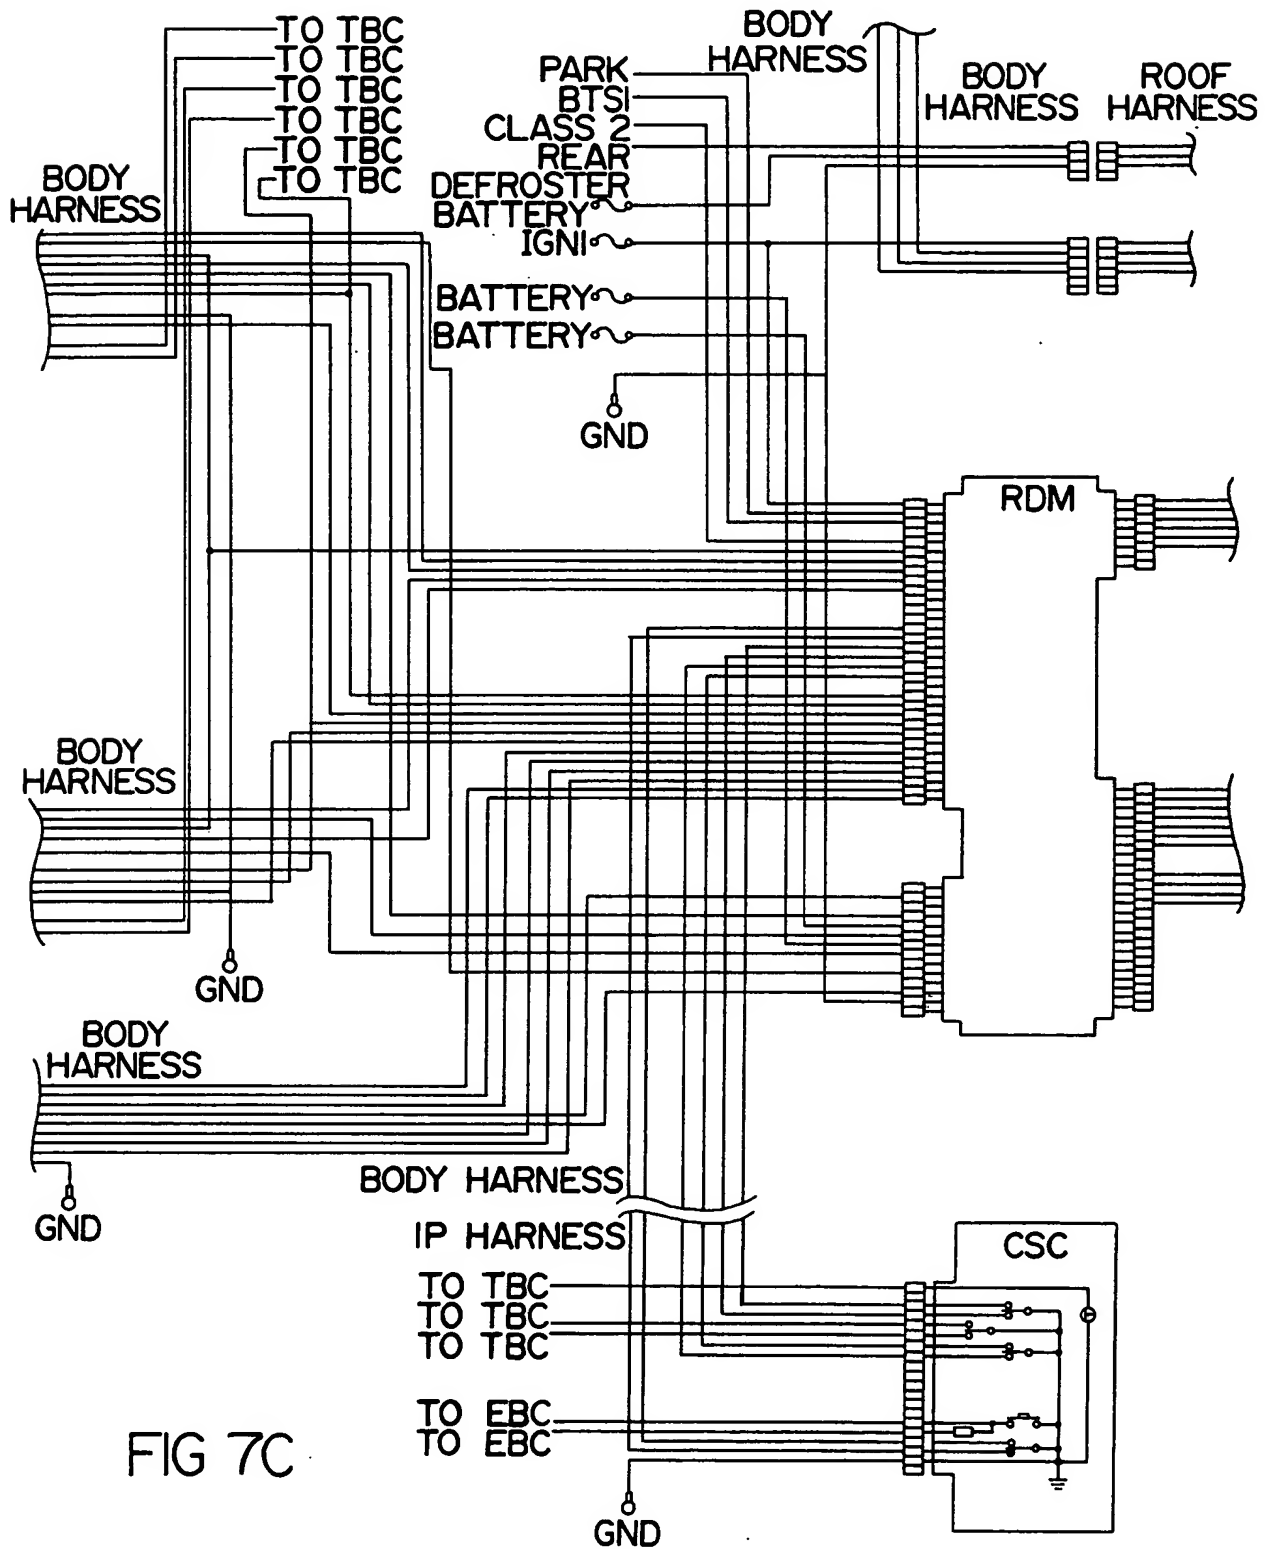 TO TBC
TO TBC
TO TBC
TO TBC
TO TBC
TO TBC
BODY
HARNESS
PARK
BTSI
CLASS 2
REAR
DEFROSTER
BATTERY
IGNI
BATTERY
BATTERY
GND
BODY
HARNESS
BODY
HARNESS
ROOF
HARNESS
RDM
BODY
HARNESS
GND
BODY
HARNESS
GND
BODY HARNESS
IP HARNESS
TO TBC
TO TBC
TO TBC
TO EBC
TO EBC
GND
CSC
FIG 7C